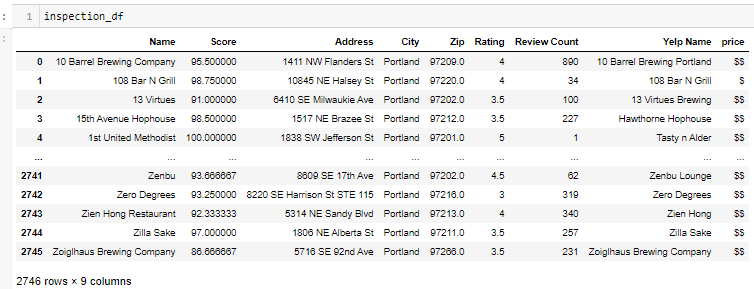 1 inspection_df
Name Score Address City Zip Rating Review Count Yelp Name price
0 10 Barrel Brewing Company 95.500000 1411 NW Flanders St Portland 97209.0 4 890 10 Barrel Brewing Portland $$
1 108 Bar N Grill 98.750000 10845 NE Halsey St Portland 97220.0 4 34 108 Bar N Grill $
2 13 Virtues 91.000000 6410 SE Milwaukie Ave Portland 97202.0 3.5 100 13 Virtues Brewing $$
3 15th Avenue Hophouse 98.500000 1517 NE Brazee St Portland 97212.0 3.5 227 Hawthorne Hophouse $$
4 1st United Methodist 100.000000 1838 SW Jefferson St Portland 97201.0 5 1 Tasty n Alder $$
... ... ... ... ... ... ... ... ... ...
2741 Zenbu 93.666667 8609 SE 17th Ave Portland 97202.0 4.5 62 Zenbu Lounge $$
2742 Zero Degrees 93.250000 8220 SE Harrison St STE 115 Portland 97216.0 3 319 Zero Degrees $$
2743 Zien Hong Restaurant 92.333333 5314 NE Sandy Blvd Portland 97213.0 4 340 Zien Hong $$
2744 Zilla Sake 97.000000 1806 NE Alberta St Portland 97211.0 3.5 257 Zilla Sake $$
2745 Zoiglhaus Brewing Company 86.666667 5716 SE 92nd Ave Portland 97266.0 3.5 231 Zoiglhaus Brewing Company $$
2746 rows × 9 columns